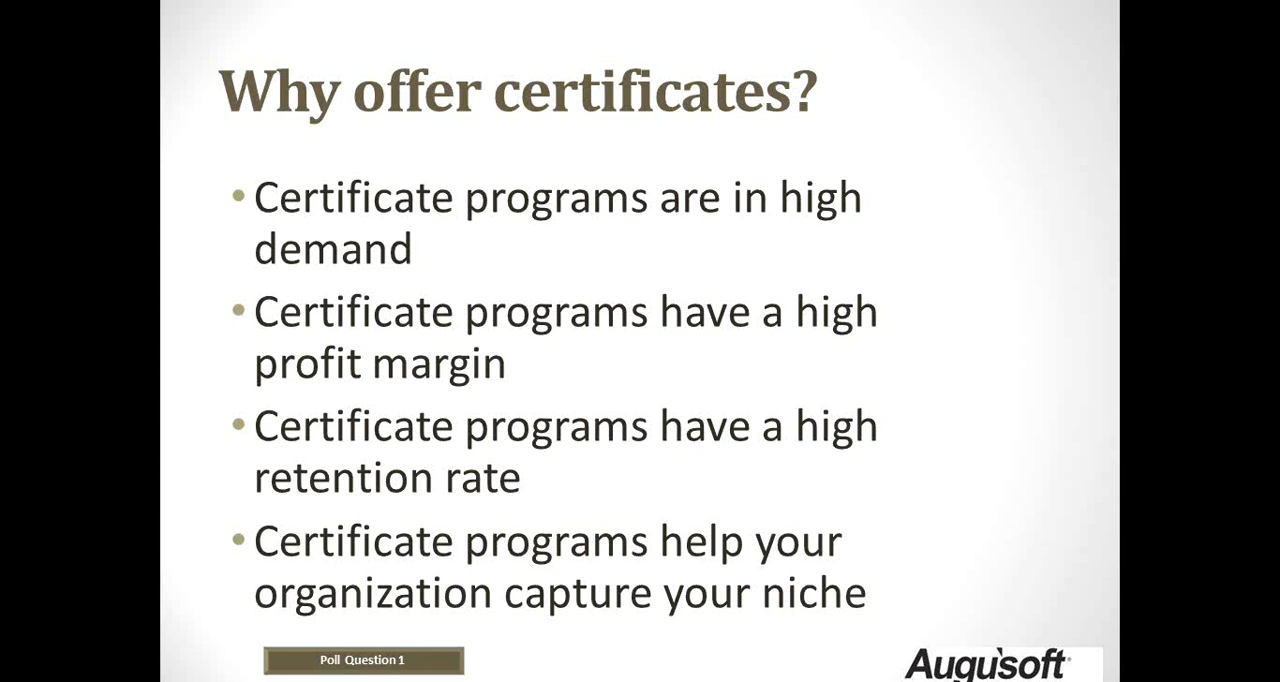 Why offer certificates?
• Certificate programs are in high
demand
• Certificate programs have a high
profit margin
• Certificate programs have a high
retention rate
• Certificate programs help your
organization capture your niche
Poll Question 1
Augusoft